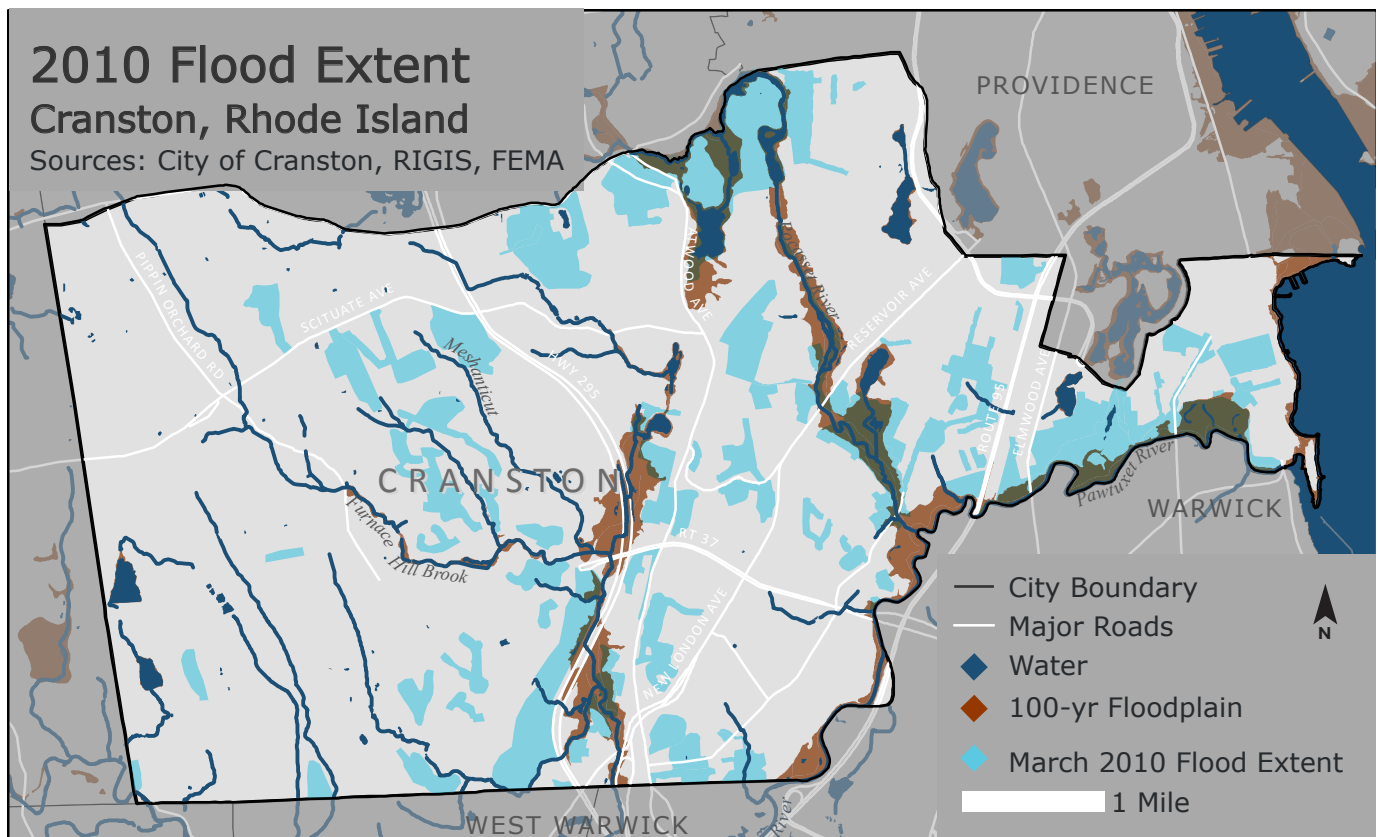 2010 Flood Extent
Cranston, Rhode Island
Sources: City of Cranston, RIGIS, FEMA
PROVIDENCE
ATWOOD AVE
Pocasset River
PIPPIN ORCHARD RD
SCITUATE AVE
RESERVOIR AVE
Meshanticut
HWY 295
ROUTE 95
ELMWOOD AVE
CRANSTON
Pawtuxet River
WARWICK
Furnace Hill Brook
RT 37
NEW LONDON AVE
City Boundary
Major Roads
N
Water
100-yr Floodplain
March 2010 Flood Extent
1 Mile
WEST WARWICK
River